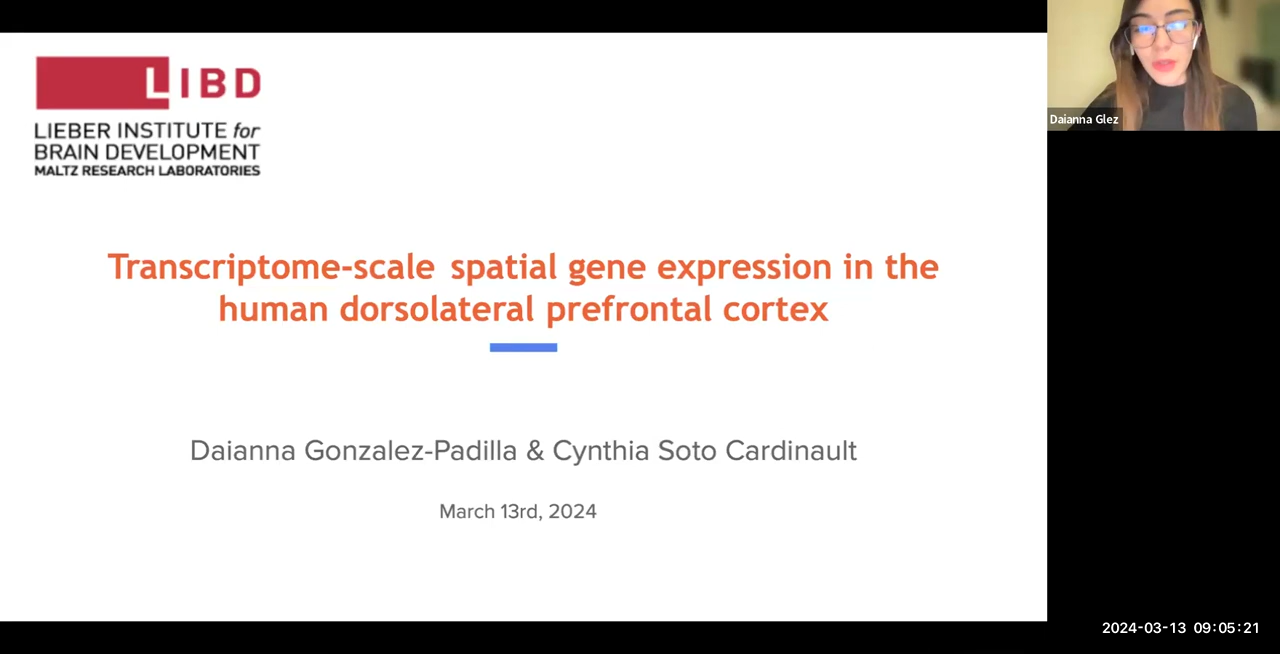 LIBD
LIEBER INSTITUTE for
BRAIN DEVELOPMENT
MALTZ RESEARCH LABORATORIES
Daianna Glez
Transcriptome-scale spatial gene expression in the
human dorsolateral prefrontal cortex
Daianna Gonzalez-Padilla & Cynthia Soto Cardinault
March 13rd, 2024
2024-03-13 09:05:21